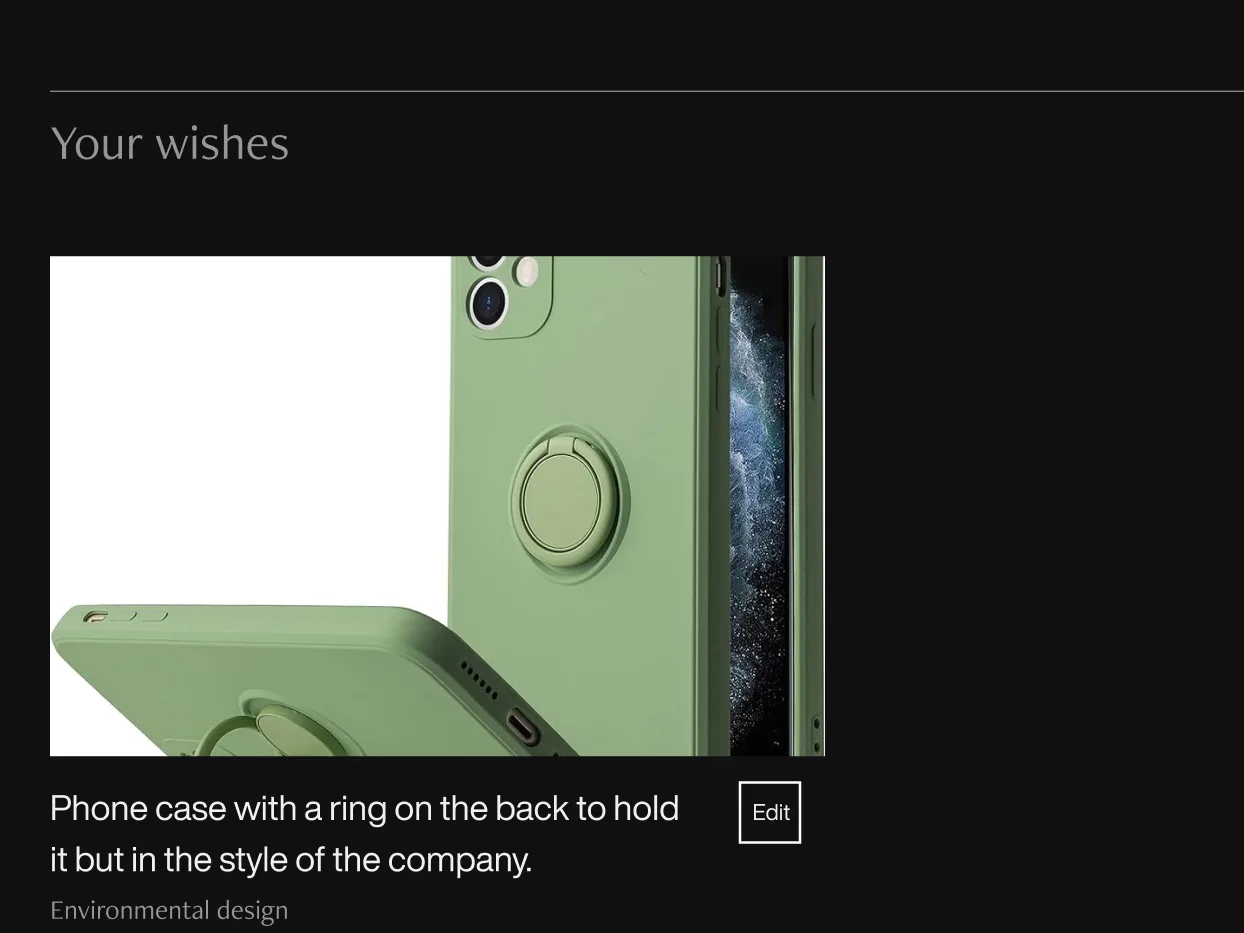 Your wishes
Phone case with a ring on the back to hold
it but in the style of the company.
Edit
Environmental design